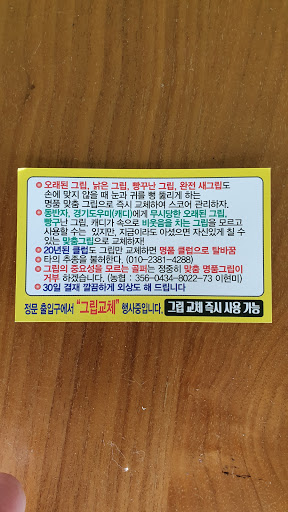 오래된 그립, 낡은 그립, 빵꾸난 그립, 완전 새그립도
손에 맞지 않을 때 눈과 귀를 뻥 뚫리게 하는
명품 맞춤 그립으로 즉시 교체하여 스코어 관리하자.
동반자, 경기도우미(캐디)에게 무시당한 오래된 그립,
빵구난 그립, 캐디가 속으로 비웃음을 치는 그립을 모르고
사용할 수는 있지만, 지금이라도 아셨으면 자신있게 칠 수
있는 맞춤그립으로 교체하자!
20년된 클럽도 그립만 교체하면 명품 클럽으로 탈바꿈
타의 추종을 불허한다. (010-2381-4288)
그립의 중요성을 모르는 골퍼는 정중히 맞춤 명품그립이
거부 하겠습니다. (농협 : 356-0434-8022-73 이현미)
30일 결재 깔끔하게 외상도 해 드립니다
정문 출입구에서 "그립교체" 행사중입니다. 그립 교체 즉시 사용 가능